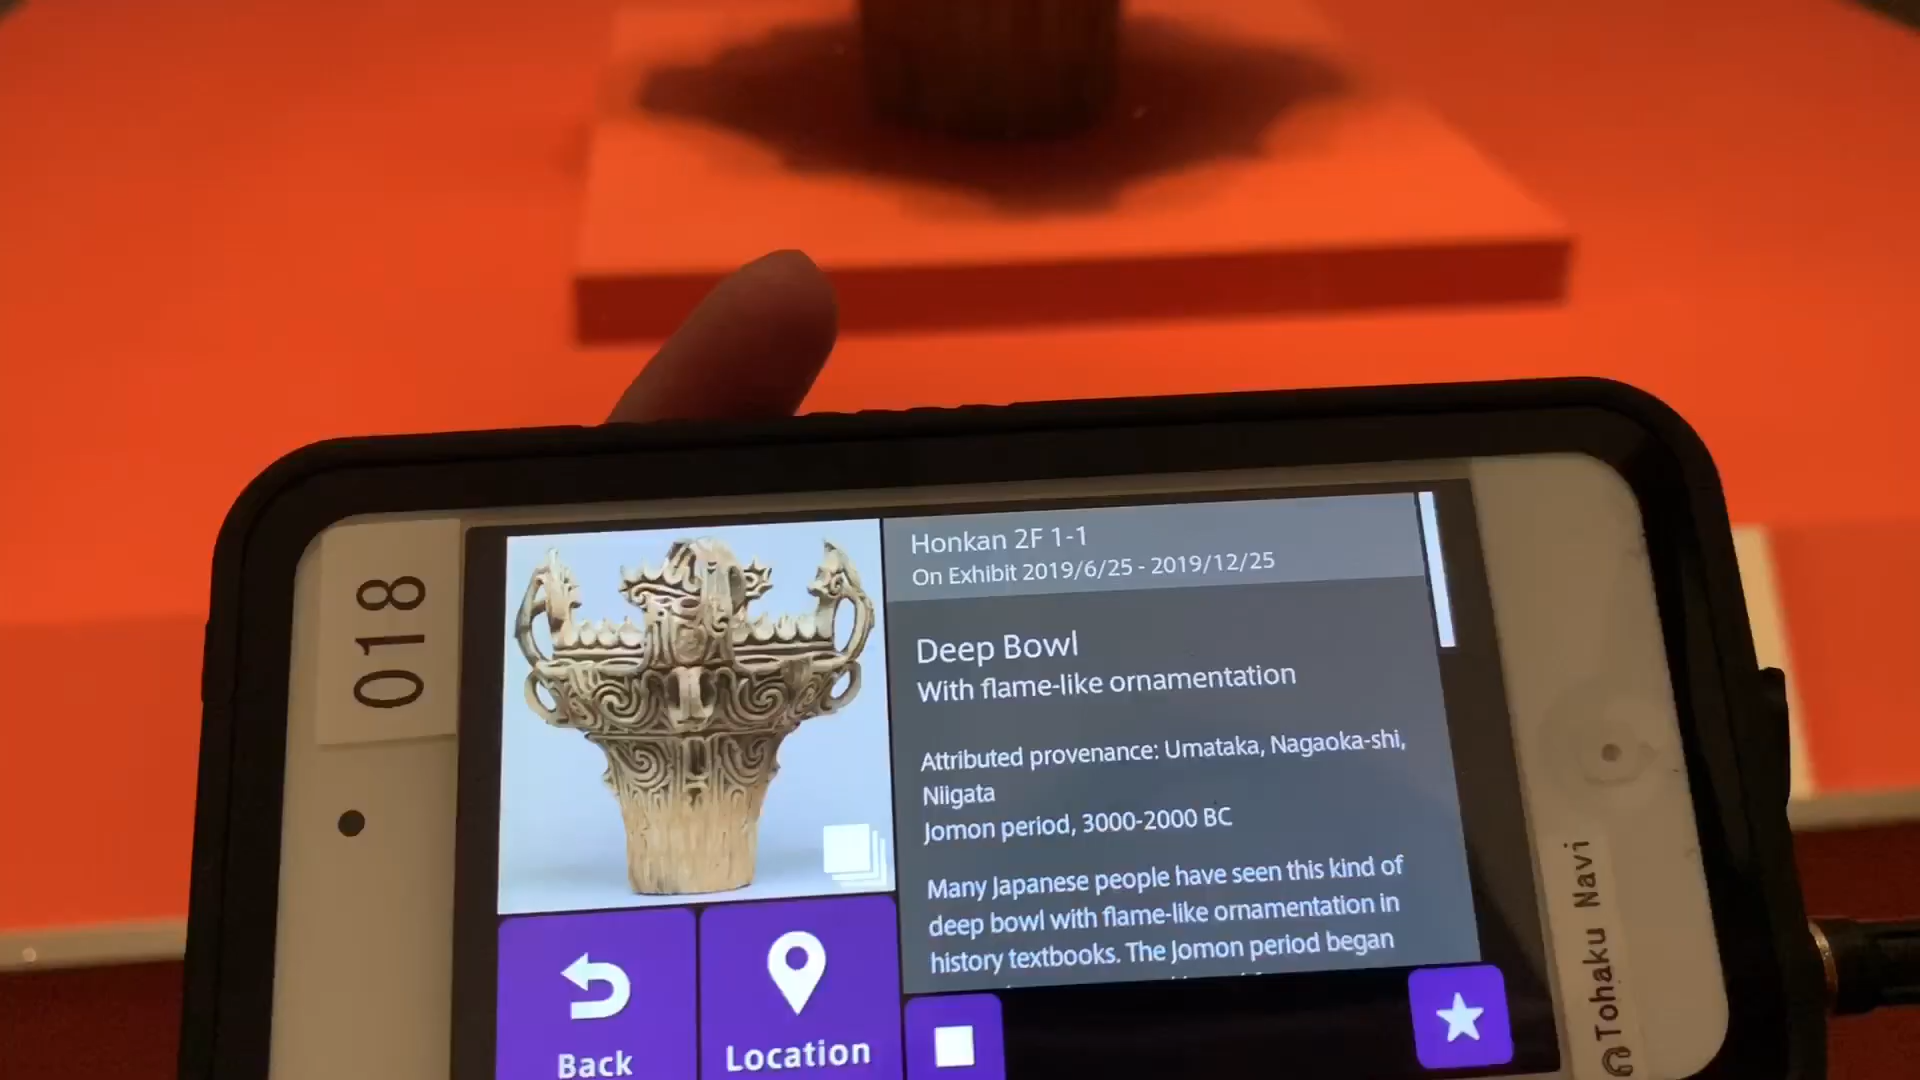 018
Honkan 2F 1-1
On Exhibit 2019/6/25 - 2019/12/25
Deep Bowl
With flame-like ornamentation
Attributed provenance: Umataka, Nagaoka-shi,
Niigata
Jomon period, 3000-2000 BC
Many Japanese people have seen this kind of
deep bowl with flame-like ornamentation in
history textbooks. The Jomon period began
Back
Location
Tohaku Navi